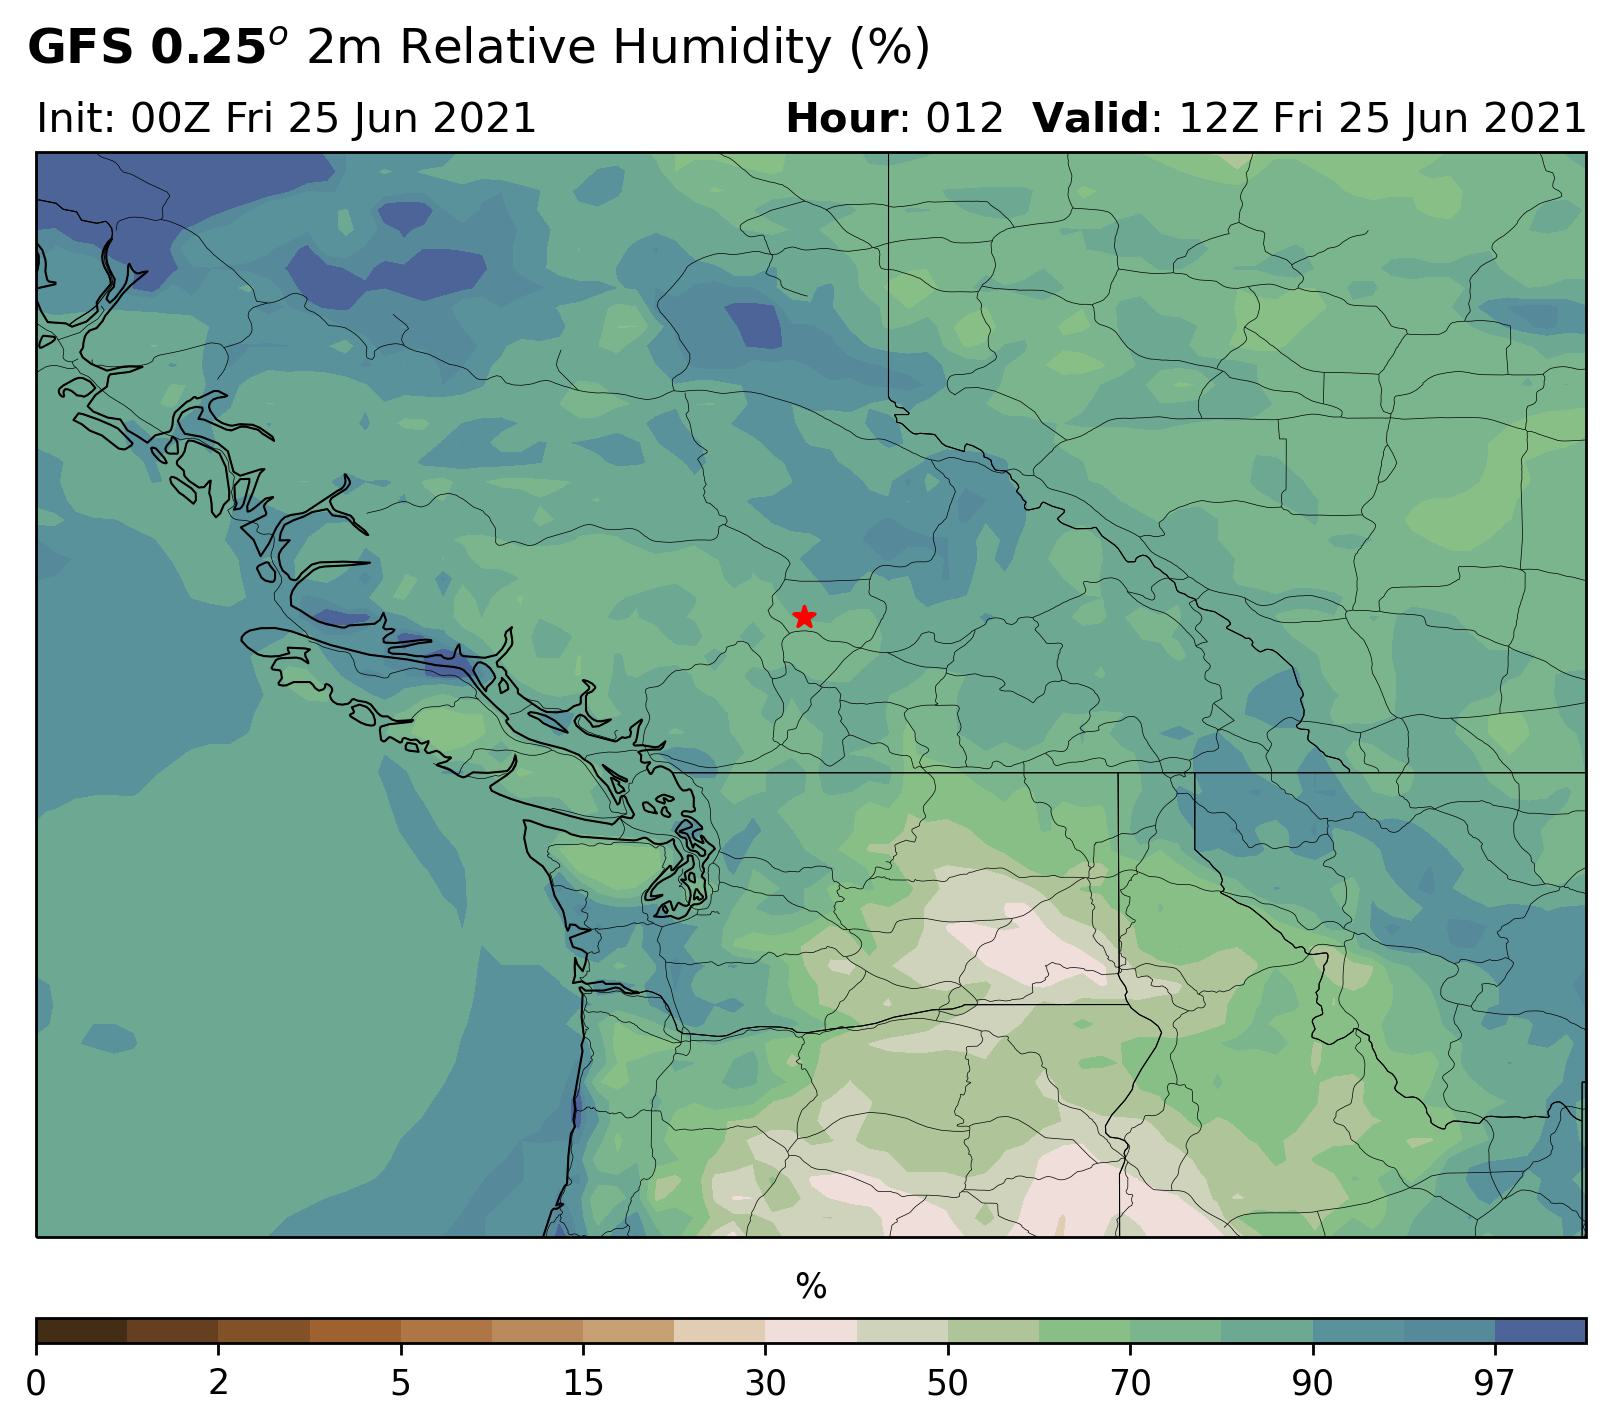 GFS 0.25° 2m Relative Humidity (%)
Init: 00Z Fri 25 Jun 2021
Hour: 012 Valid: 12Z Fri 25 Jun 2021
%
0 2 5 15 30 50 70 90 97